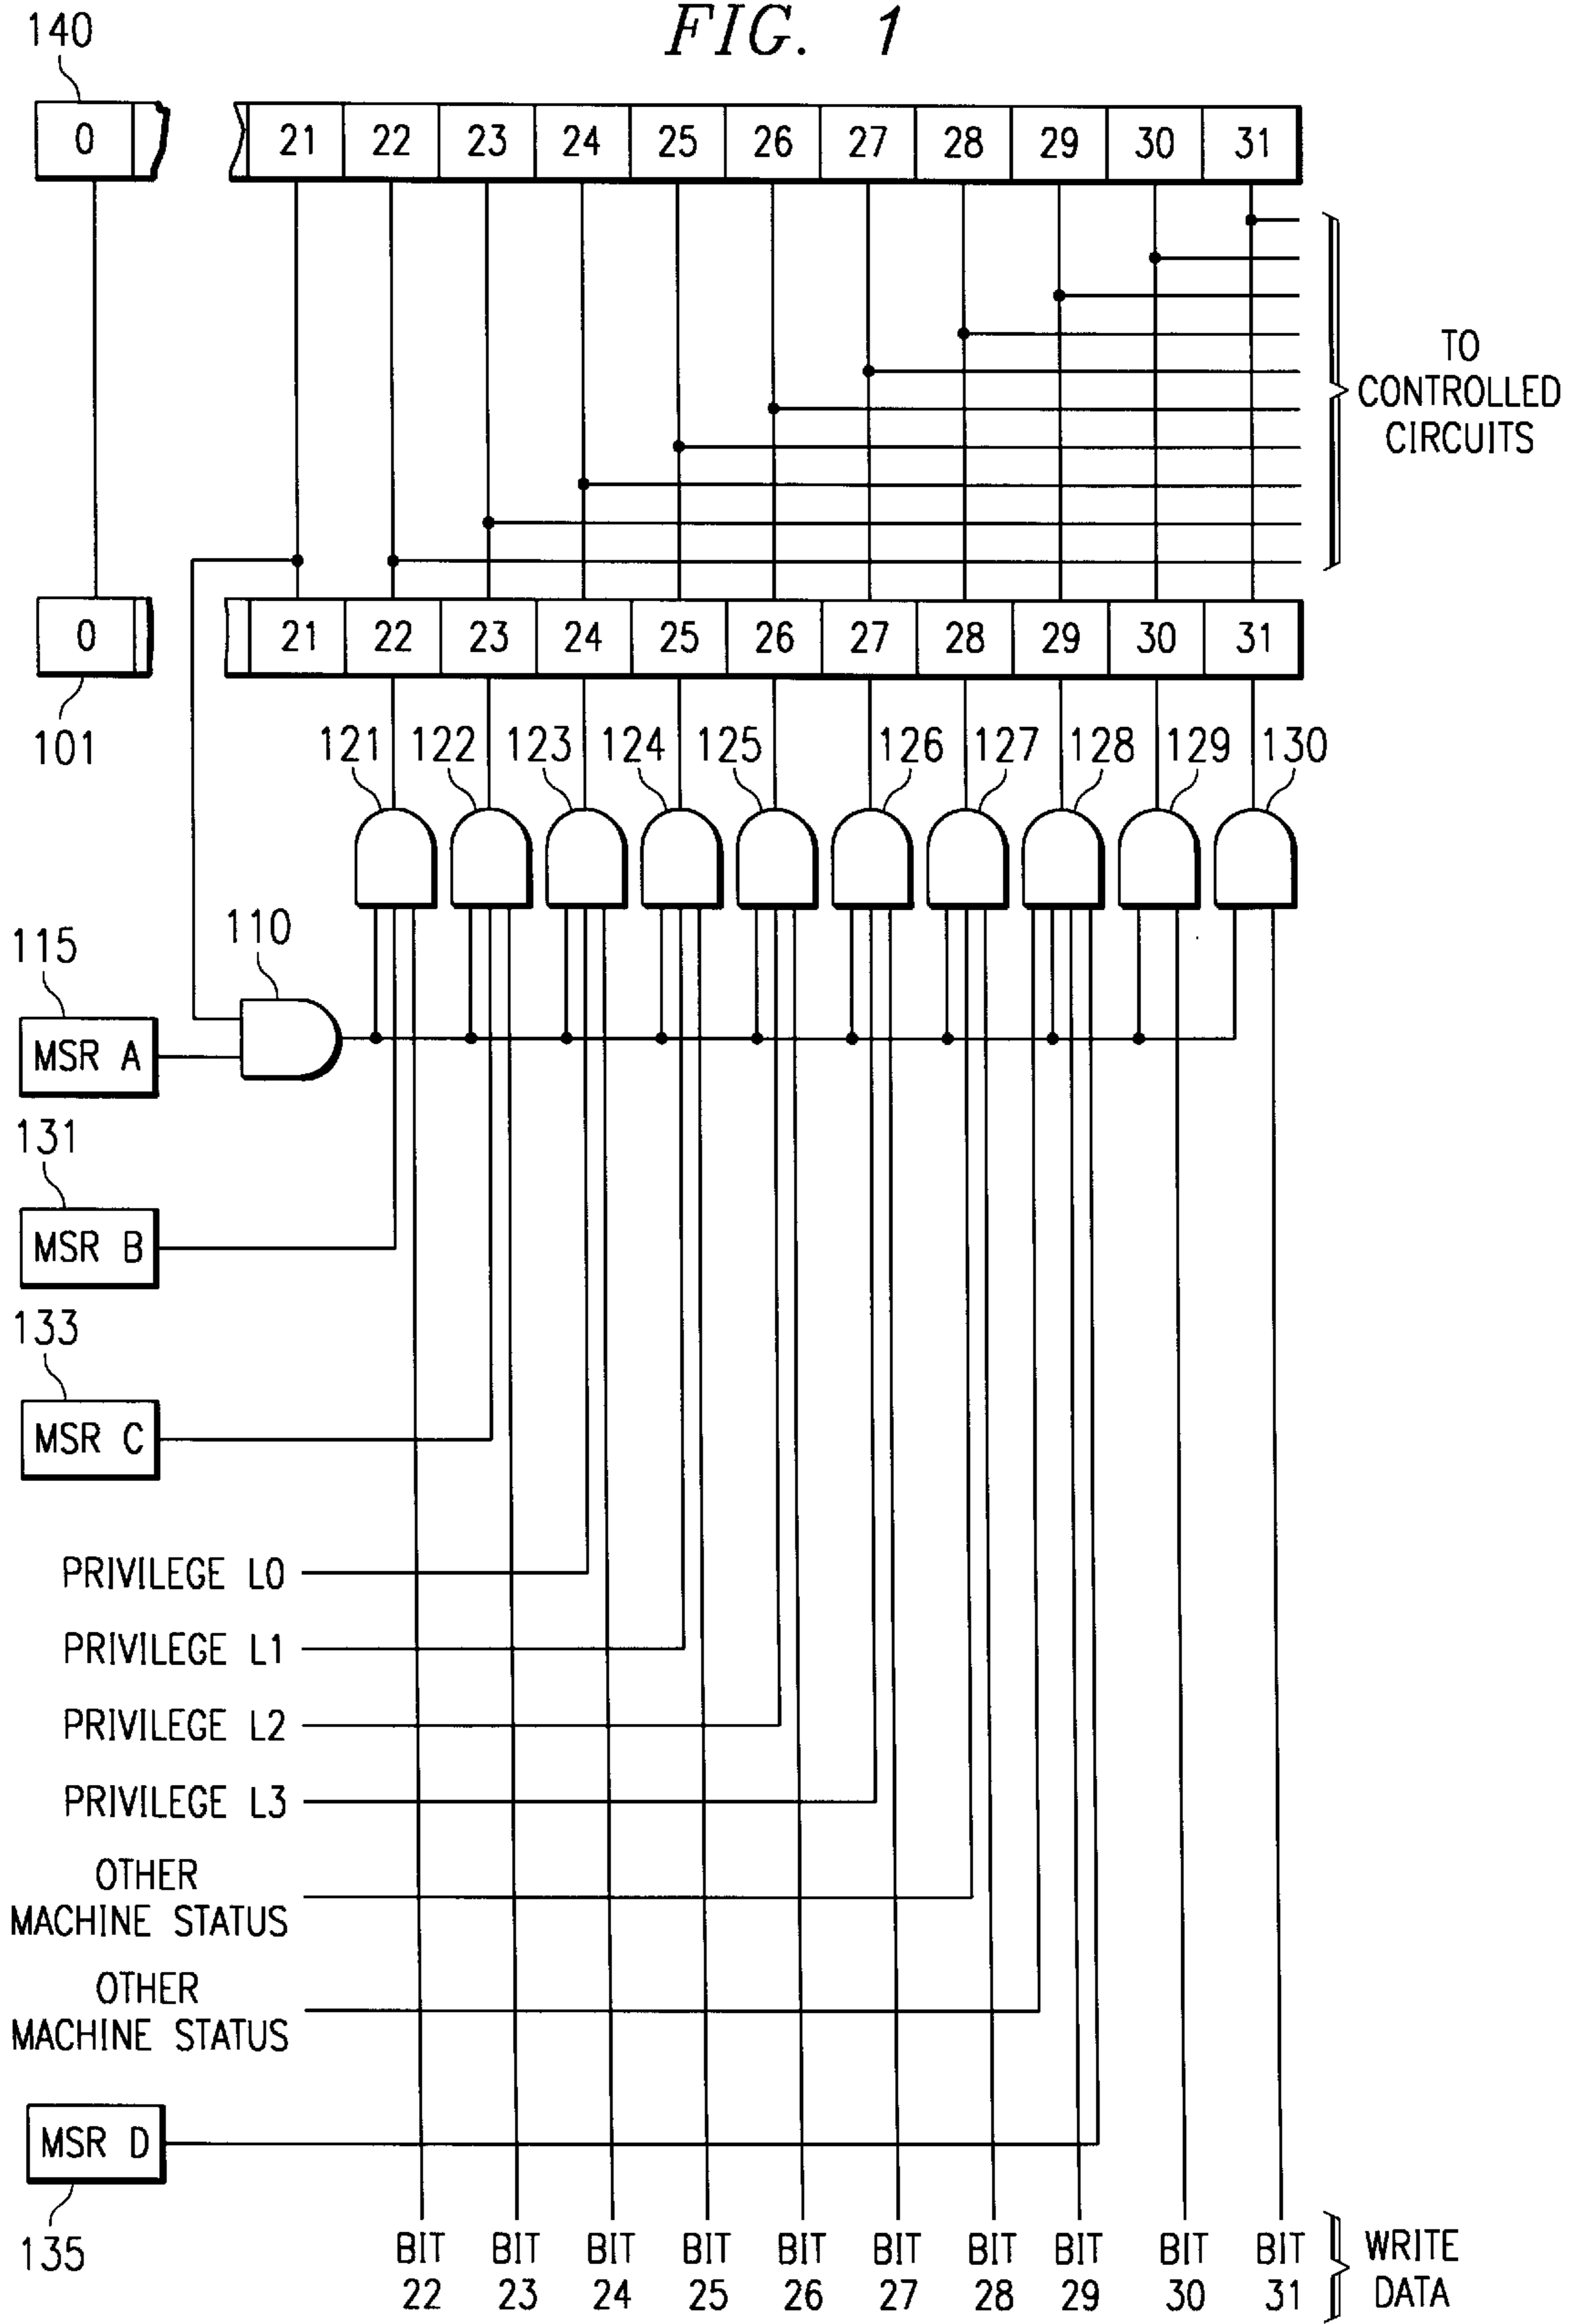 FIG. 1
140
0 21 22 23 24 25 26 27 28 29 30 31
TO
CONTROLLED
CIRCUITS
0 21 22 23 24 25 26 27 28 29 30 31
101
121 122 123 124 125 126 127 128 129 130
110
115
MSR A
131
MSR B
133
MSR C
PRIVILEGE L0
PRIVILEGE L1
PRIVILEGE L2
PRIVILEGE L3
OTHER
MACHINE STATUS
OTHER
MACHINE STATUS
MSR D
135
BIT BIT BIT BIT BIT BIT BIT BIT BIT BIT WRITE
22 23 24 25 26 27 28 29 30 31 DATA